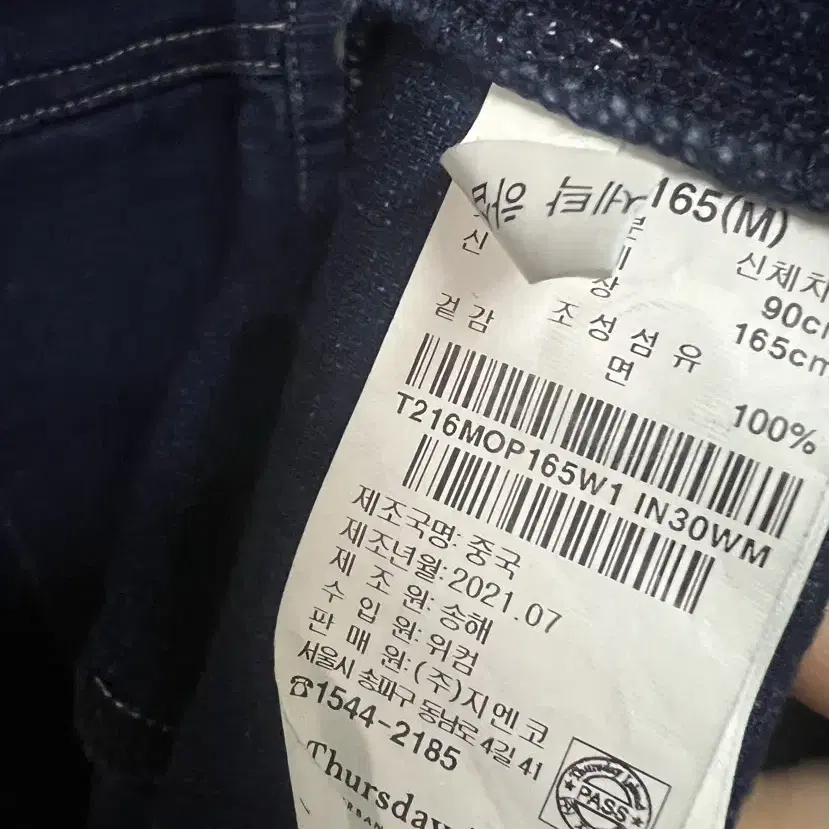 165(M)
신 신체치
상 90cm
165cm
겉감 조성섬유
면 100%
T216MOP165W1 IN30WM
제조국명: 중국
제조년월: 2021.07
제 조 원: 송해
수 입 원: 위컴
판 매 원: (주)지엔코
서울시 송파구 동남로 4길 41
☎1544-2185
Thursday
PASS